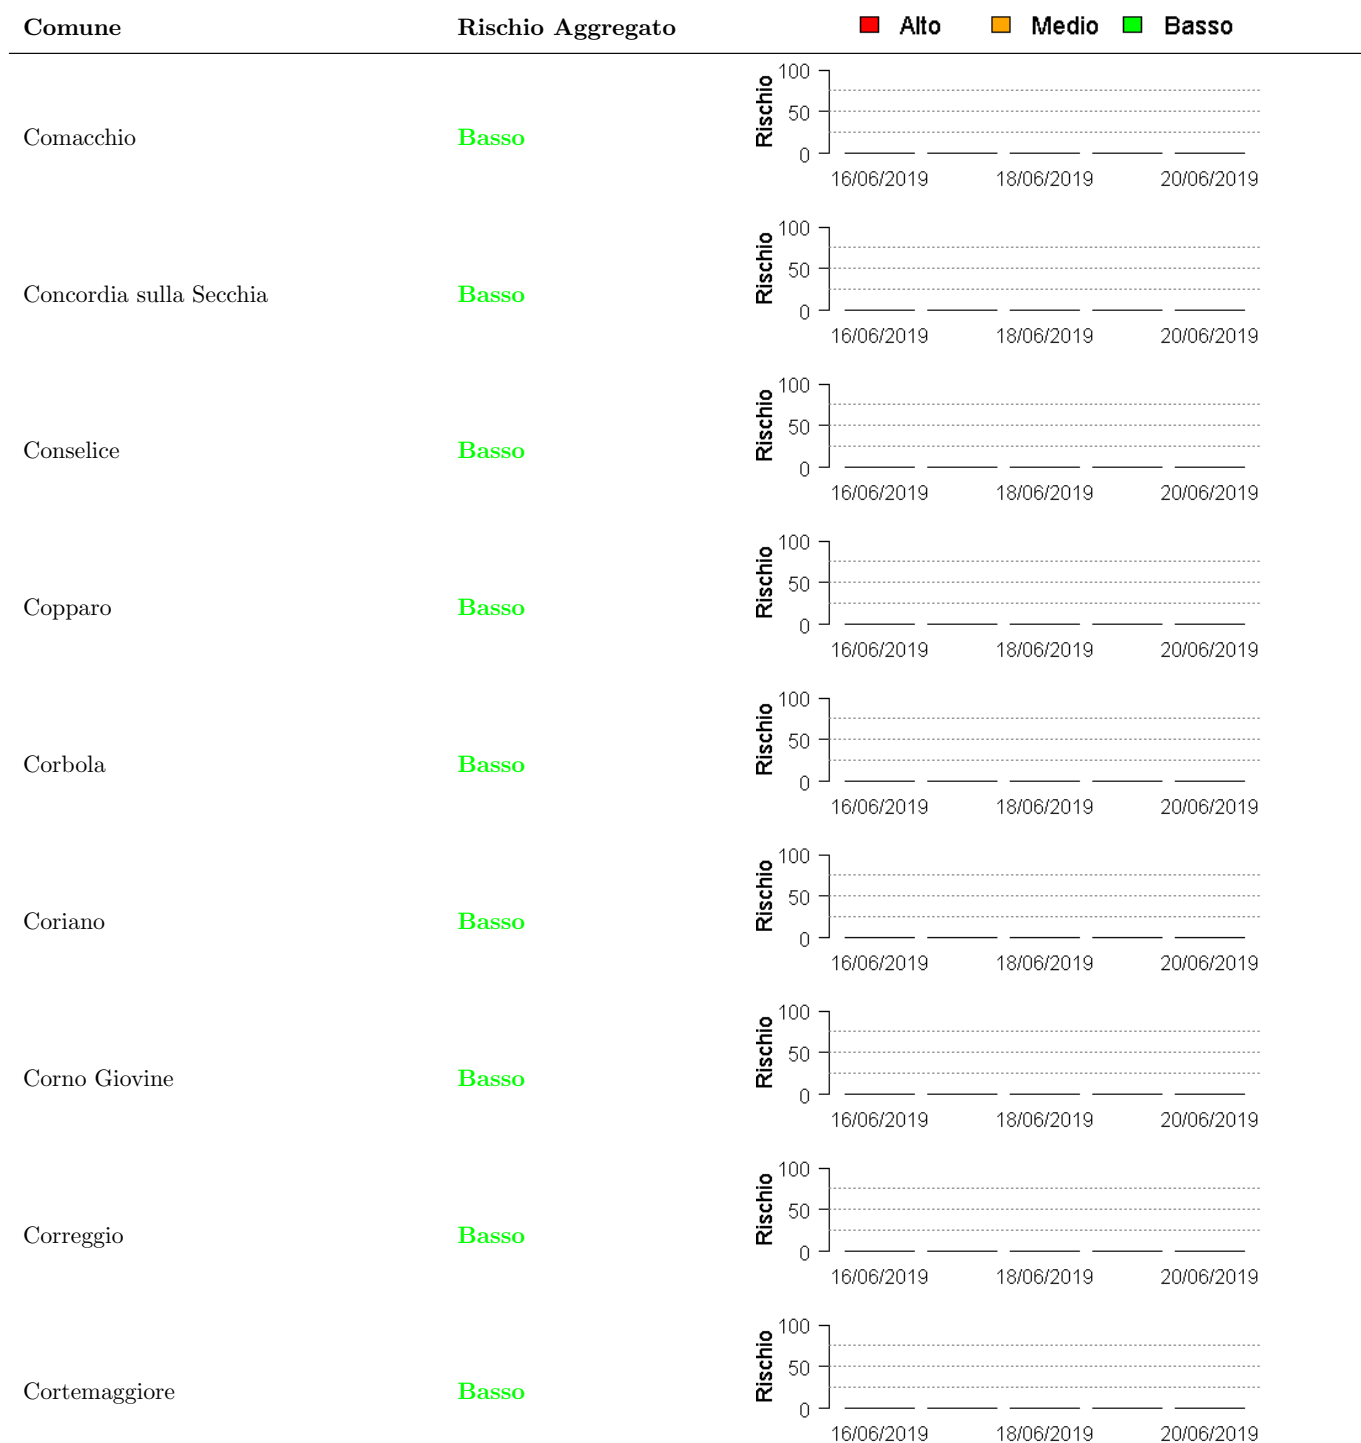 Comune Rischio Aggregato Alto Medio Basso
Comacchio Basso
Rischio
100
50
0
16/06/2019 18/06/2019 20/06/2019
Concordia sulla Secchia Basso
Rischio
100
50
0
16/06/2019 18/06/2019 20/06/2019
Conselice Basso
Rischio
100
50
0
16/06/2019 18/06/2019 20/06/2019
Copparo Basso
Rischio
100
50
0
16/06/2019 18/06/2019 20/06/2019
Corbola Basso
Rischio
100
50
0
16/06/2019 18/06/2019 20/06/2019
Coriano Basso
Rischio
100
50
0
16/06/2019 18/06/2019 20/06/2019
Corno Giovine Basso
Rischio
100
50
0
16/06/2019 18/06/2019 20/06/2019
Correggio Basso
Rischio
100
50
0
16/06/2019 18/06/2019 20/06/2019
Cortemaggiore Basso
Rischio
100
50
0
16/06/2019 18/06/2019 20/06/2019